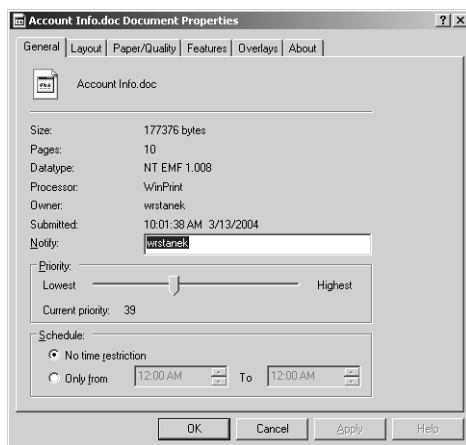 Account Info.doc Document Properties
General Layout Paper/Quality Features Overlays About
Account Info.doc
Size: 177376 bytes
Pages: 10
Datatype: NT EMF 1.008
Processor: WinPrint
Owner: wrstanek
Submitted: 10:01:38 AM 3/13/2004
Notify: wrstanek
Priority:
Lowest Highest
Current priority: 39
Schedule:
No time restriction
Only from 12:00 AM To 12:00 AM
OK Cancel Apply Help